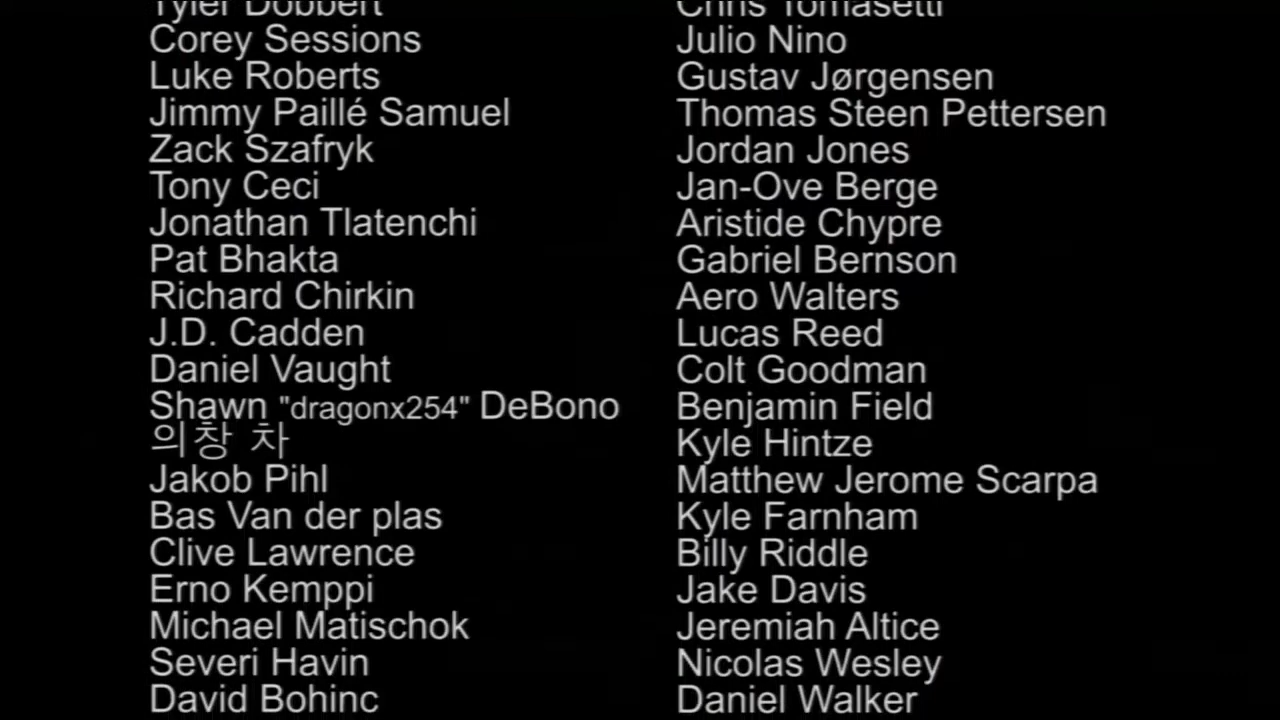 Tyler Dobbert
Corey Sessions
Luke Roberts
Jimmy Paillé Samuel
Zack Szafryk
Tony Ceci
Jonathan Tlatenchi
Pat Bhakta
Richard Chirkin
J.D. Cadden
Daniel Vaught
Shawn "dragonx254" DeBono
의창 차
Jakob Pihl
Bas Van der plas
Clive Lawrence
Erno Kemppi
Michael Matischok
Severi Havin
David Bohinc
Chris Tomasetti
Julio Nino
Gustav Jørgensen
Thomas Steen Pettersen
Jordan Jones
Jan-Ove Berge
Aristide Chypre
Gabriel Bernson
Aero Walters
Lucas Reed
Colt Goodman
Benjamin Field
Kyle Hintze
Matthew Jerome Scarpa
Kyle Farnham
Billy Riddle
Jake Davis
Jeremiah Altice
Nicolas Wesley
Daniel Walker